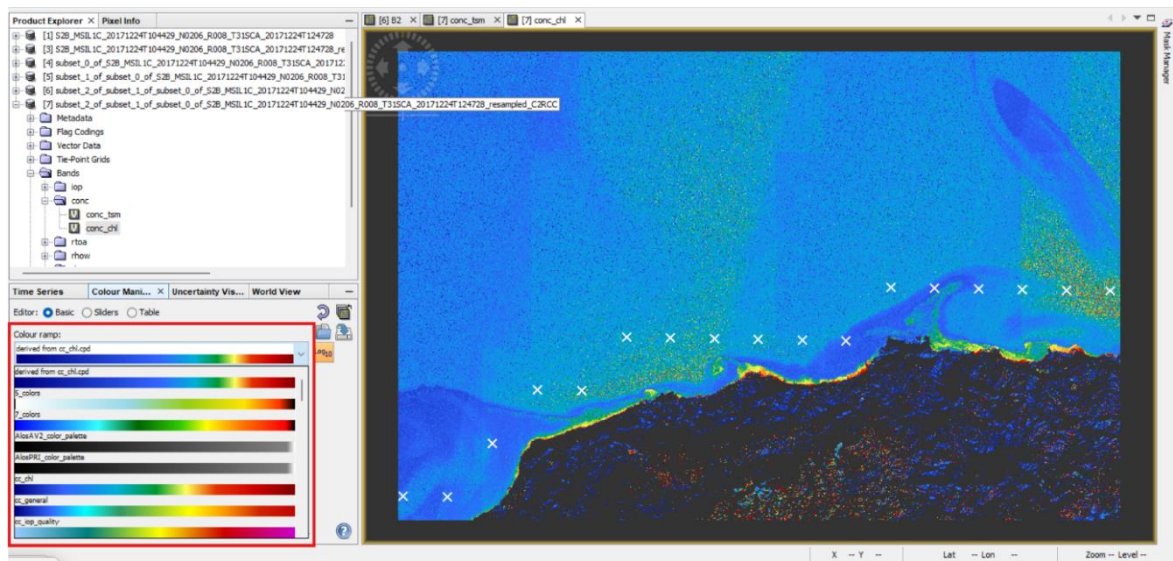 Product Explorer × Pixel Info
[1] S2B_MSIL1C_20171224T104429_N0206_R008_T31SCA_20171224T124728
[3] S2B_MSIL1C_20171224T104429_N0206_R008_T31SCA_20171224T124728_re
[4] subset_0_of_S2B_MSIL1C_20171224T104429_N0206_R008_T31SCA_201712
[5] subset_1_of_subset_0_of_S2B_MSIL1C_20171224T104429_N0206_R008_T31
[6] subset_2_of_subset_1_of_subset_0_of_S2B_MSIL1C_20171224T104429_N02
[7] subset_2_of_subset_1_of_subset_0_of_S2B_MSIL1C_20171224T104429_N0206_R008_T31SCA_20171224T124728_resampled_C2RCC
Metadata
Flag Codings
Vector Data
Tie-Point Grids
Bands
iop
conc
conc_tsm
conc_chl
rtoa
rhow
Time Series Colour Mani... × Uncertainty Vis... World View
Editor: Basic Sliders Table
Colour ramp:
derived from cc_chl.cpd
derived from cc_chl.cpd
5_colors
7_colors
AlosAV2_color_palette
AlosPRI_color_palette
cc_chl
cc_general
cc_iop_quality
[6] B2 × [7] conc_tsm × [7] conc_chl ×
Mask Manager
X -- Y -- Lat -- Lon -- Zoom -- Level --